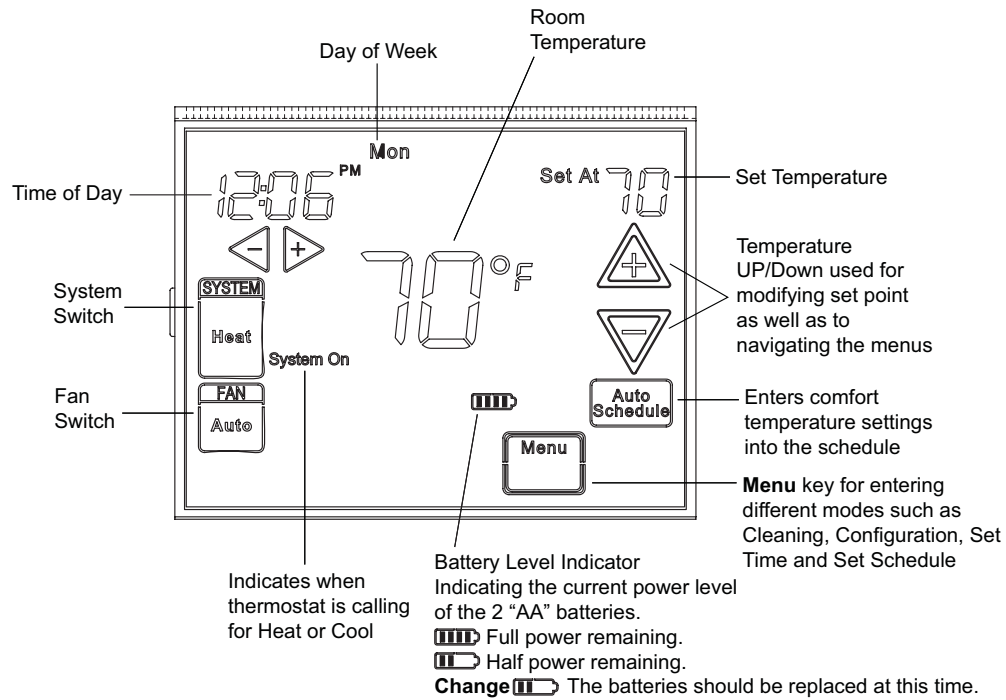 Room
Temperature
Day of Week
Mon
12:06 PM
Set At 70
Time of Day
Set Temperature
70°F
Temperature
UP/Down used for
modifying set point
as well as to
navigating the menus
System
Switch
SYSTEM
Heat
System On
Fan
Switch
FAN
Auto
Auto
Schedule
Enters comfort
temperature settings
into the schedule
Menu
Menu key for entering
different modes such as
Cleaning, Configuration, Set
Time and Set Schedule
Indicates when
thermostat is calling
for Heat or Cool
Battery Level Indicator
Indicating the current power level
of the 2 “AA” batteries.
Full power remaining.
Half power remaining.
Change The batteries should be replaced at this time.